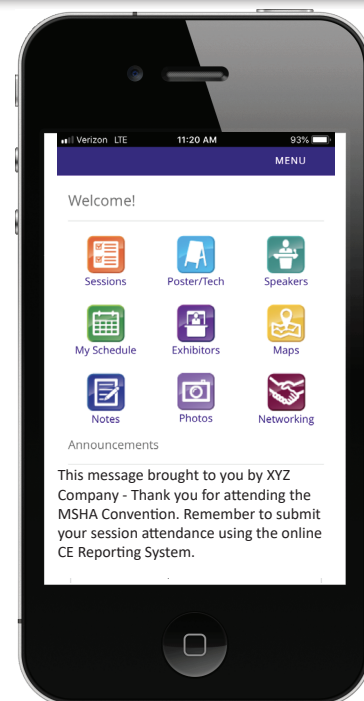 Verizon LTE 11:20 AM 93%
MENU
Welcome!
Sessions Poster/Tech Speakers
My Schedule Exhibitors Maps
Notes Photos Networking
Announcements
This message brought to you by XYZ
Company - Thank you for attending the
MSHA Convention. Remember to submit
your session attendance using the online
CE Reporting System.